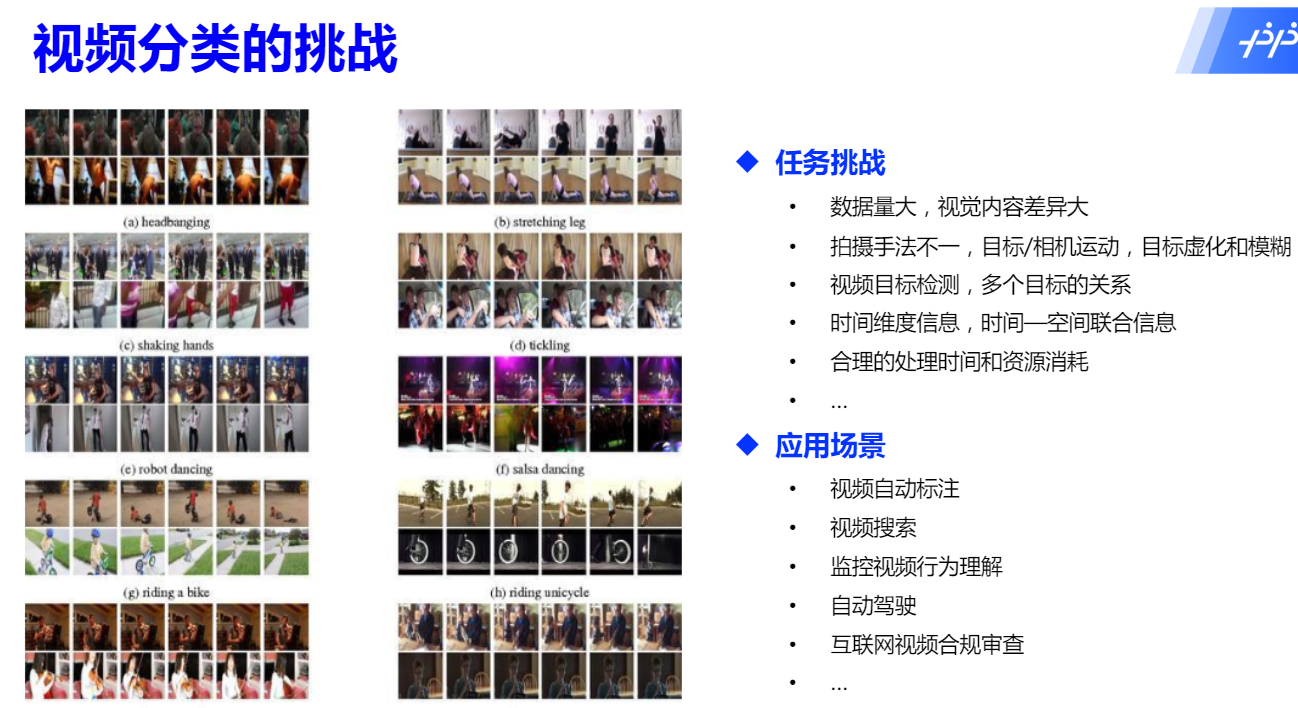 视频分类的挑战
(a) headbanging
(b) stretching leg
(c) shaking hands
(d) tickling
(e) robot dancing
(f) salsa dancing
(g) riding a bike
(h) riding unicycle
◆ 任务挑战
• 数据量大，视觉内容差异大
• 拍摄手法不一，目标/相机运动，目标虚化和模糊
• 视频目标检测，多个目标的关系
• 时间维度信息，时间—空间联合信息
• 合理的处理时间和资源消耗
• ...
◆ 应用场景
• 视频自动标注
• 视频搜索
• 监控视频行为理解
• 自动驾驶
• 互联网视频合规审查
• ...